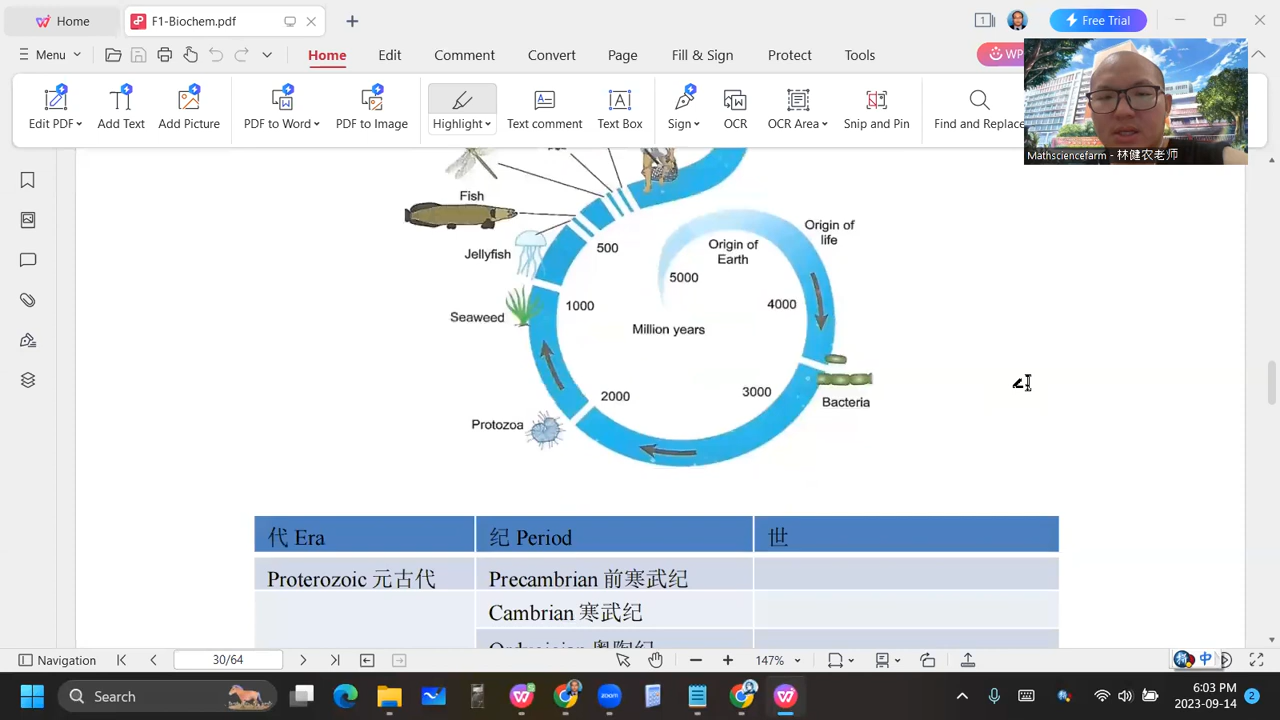 Home
F1-Biochem.pdf
Free Trial
Menu
Home
Edit
Comment
Convert
Page
Fill & Sign
Protect
Tools
WP
Edit PDF
Add Text
Add Picture
PDF to Word
PDF to Image
Highlight
Text comment
Text Box
Sign
OCR
OCR Area
Snip and Pin
Find and Replace
Mathsciencefarm - 林健农老师
Fish
Jellyfish
Seaweed
Protozoa
Bacteria
Origin of
life
Origin of
Earth
500
1000
2000
3000
4000
5000
Million years
代 Era
纪 Period
世
Proterozoic 元古代
Precambrian 前寒武纪
Cambrian 寒武纪
Navigation
30/64
147%
中
Search
zoom
6:03 PM
2023-09-14
2